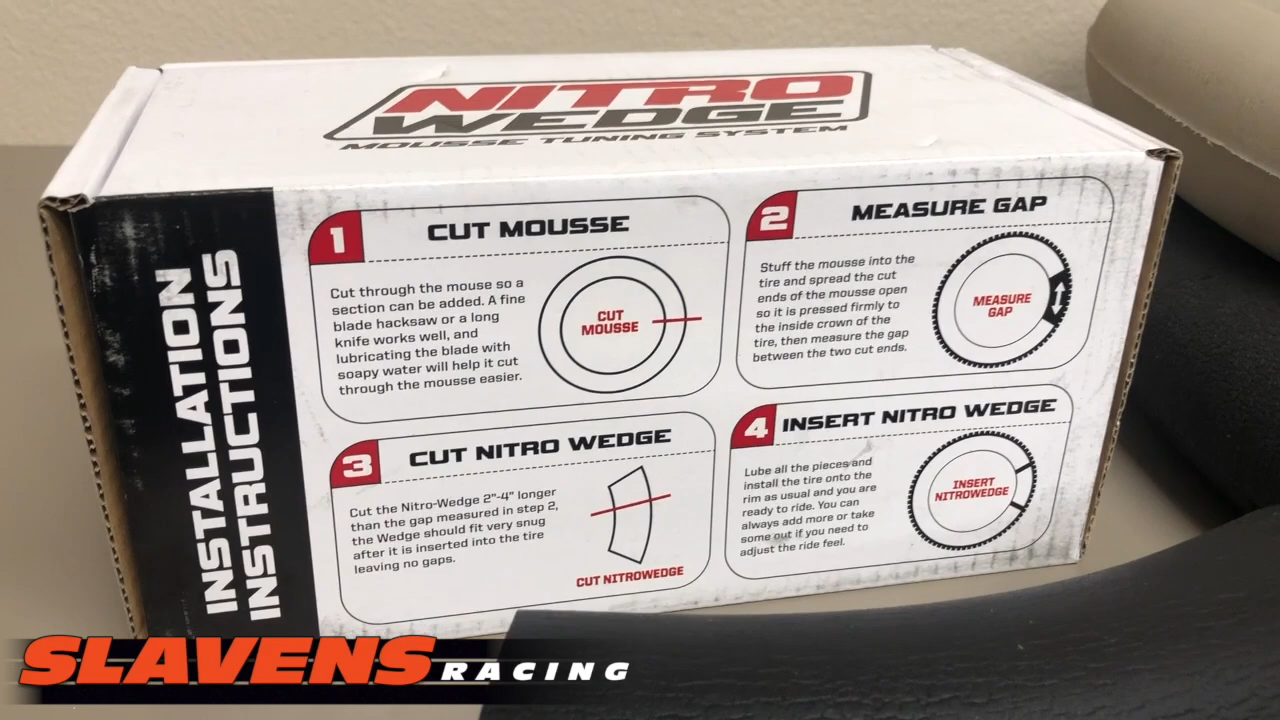 NITRO
WEDGE
MOUSSE TUNING SYSTEM
INSTALLATION
INSTRUCTIONS
1 CUT MOUSSE
Cut through the mouse so a
section can be added. A fine
blade hacksaw or a long
knife works well, and
lubricating the blade with
soapy water will help it cut
through the mousse easier.
CUT
MOUSSE
2 MEASURE GAP
Stuff the mousse into the
tire and spread the cut
ends of the mousse open
so it is pressed firmly to
the inside crown of the
tire, then measure the gap
between the two cut ends.
MEASURE
GAP
3 CUT NITRO WEDGE
Cut the Nitro-Wedge 2"-4" longer
than the gap measured in step 2,
the Wedge should fit very snug
after it is inserted into the tire
leaving no gaps.
CUT NITROWEDGE
4 INSERT NITRO WEDGE
Lube all the pieces and
install the tire onto the
rim as usual and you are
ready to ride. You can
always add more or take
some out if you need to
adjust the ride feel.
INSERT
NITROWEDGE
SLAVENS RACING